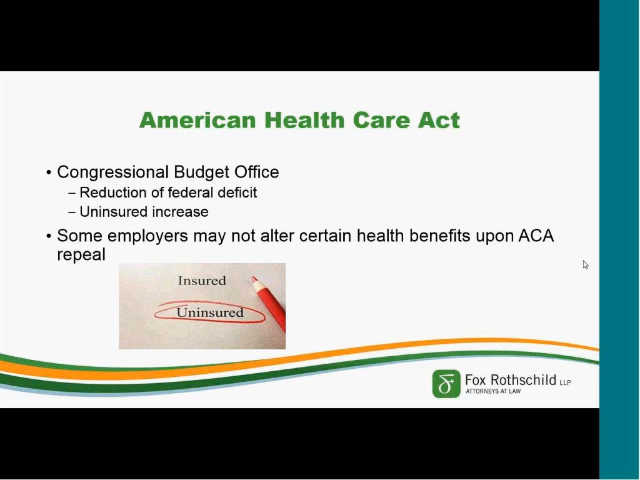 American Health Care Act
• Congressional Budget Office
– Reduction of federal deficit
– Uninsured increase
• Some employers may not alter certain health benefits upon ACA
repeal
Insured
Uninsured
Fox Rothschild LLP
ATTORNEYS AT LAW